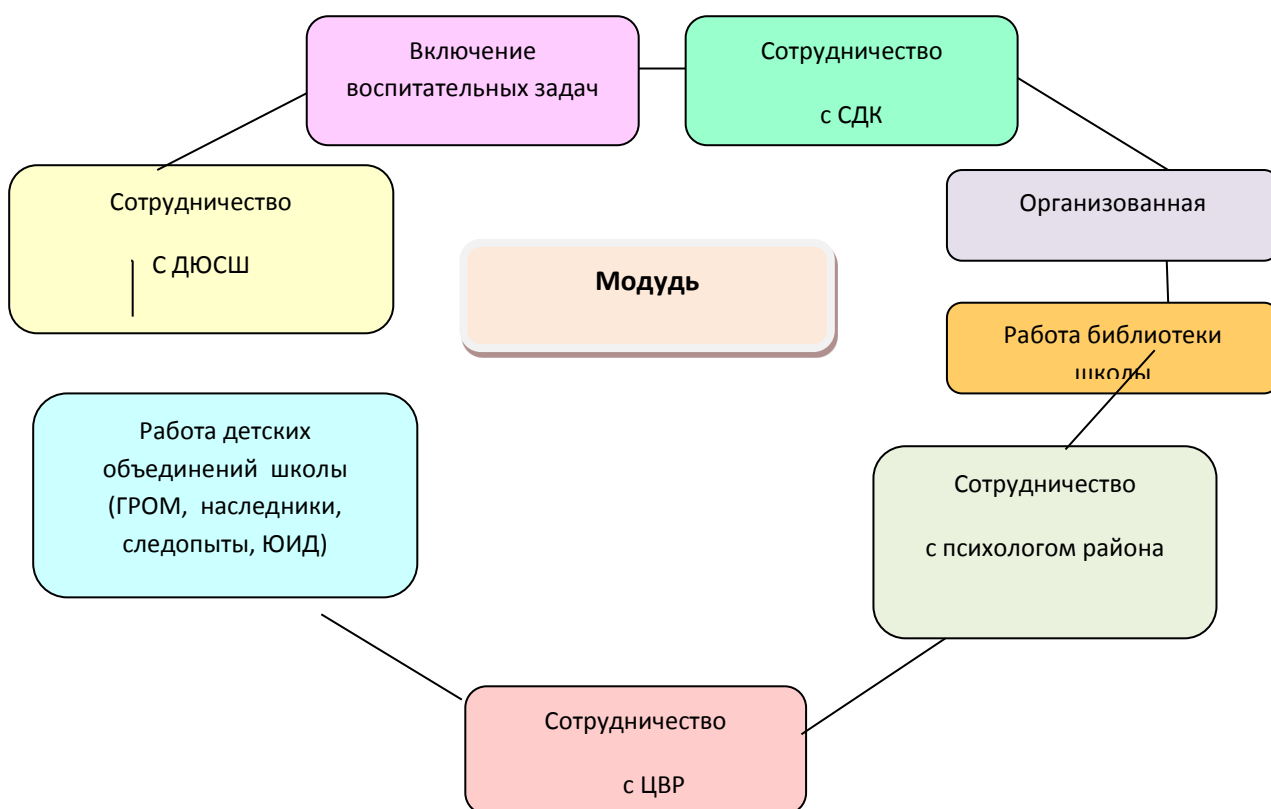 Включение
воспитательных задач
Сотрудничество
с СДК
Сотрудничество
С ДЮСШ
Организованная
Модудь
Работа библиотеки
школы
Работа детских
объединений школы
(ГРОМ, наследники,
следопыты, ЮИД)
Сотрудничество
с психологом района
Сотрудничество
с ЦВР